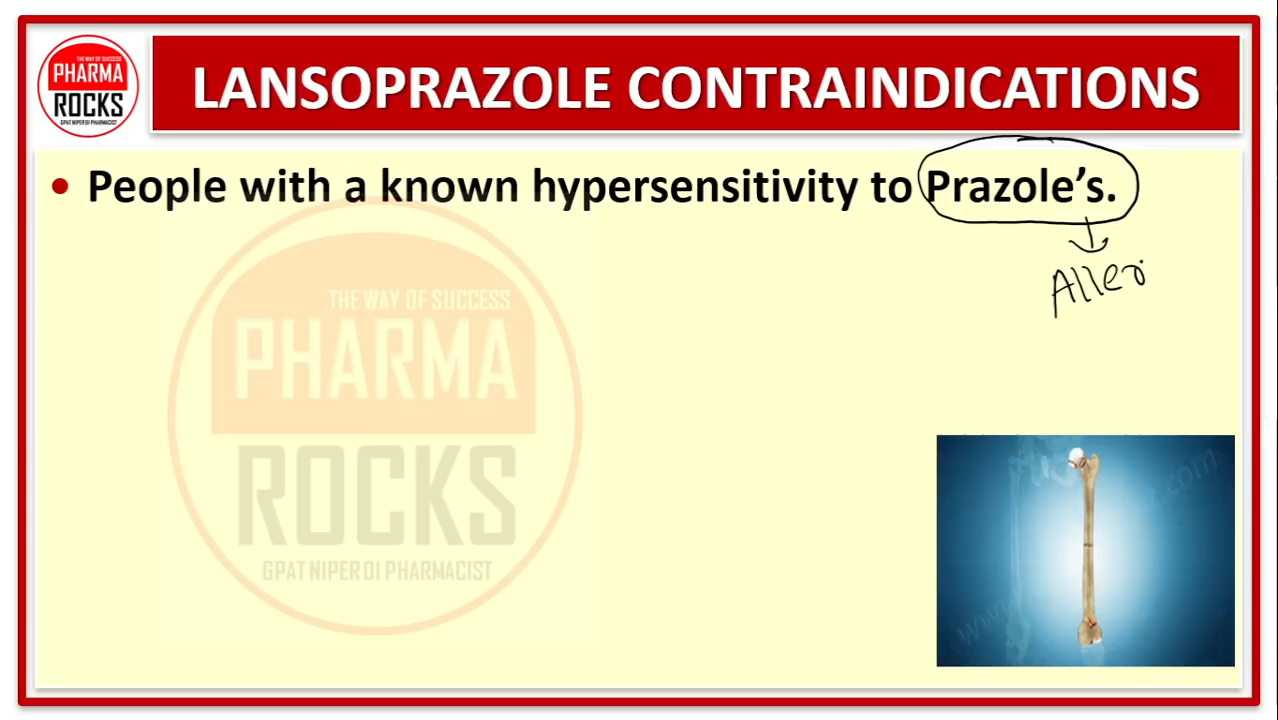 THE WAY OF SUCCESS
PHARMA
ROCKS
GPAT NIPER DI PHARMACIST
LANSOPRAZOLE CONTRAINDICATIONS
• People with a known hypersensitivity to Prazole's.
Aller
THE WAY OF SUCCESS
PHARMA
ROCKS
GPAT NIPER DI PHARMACIST